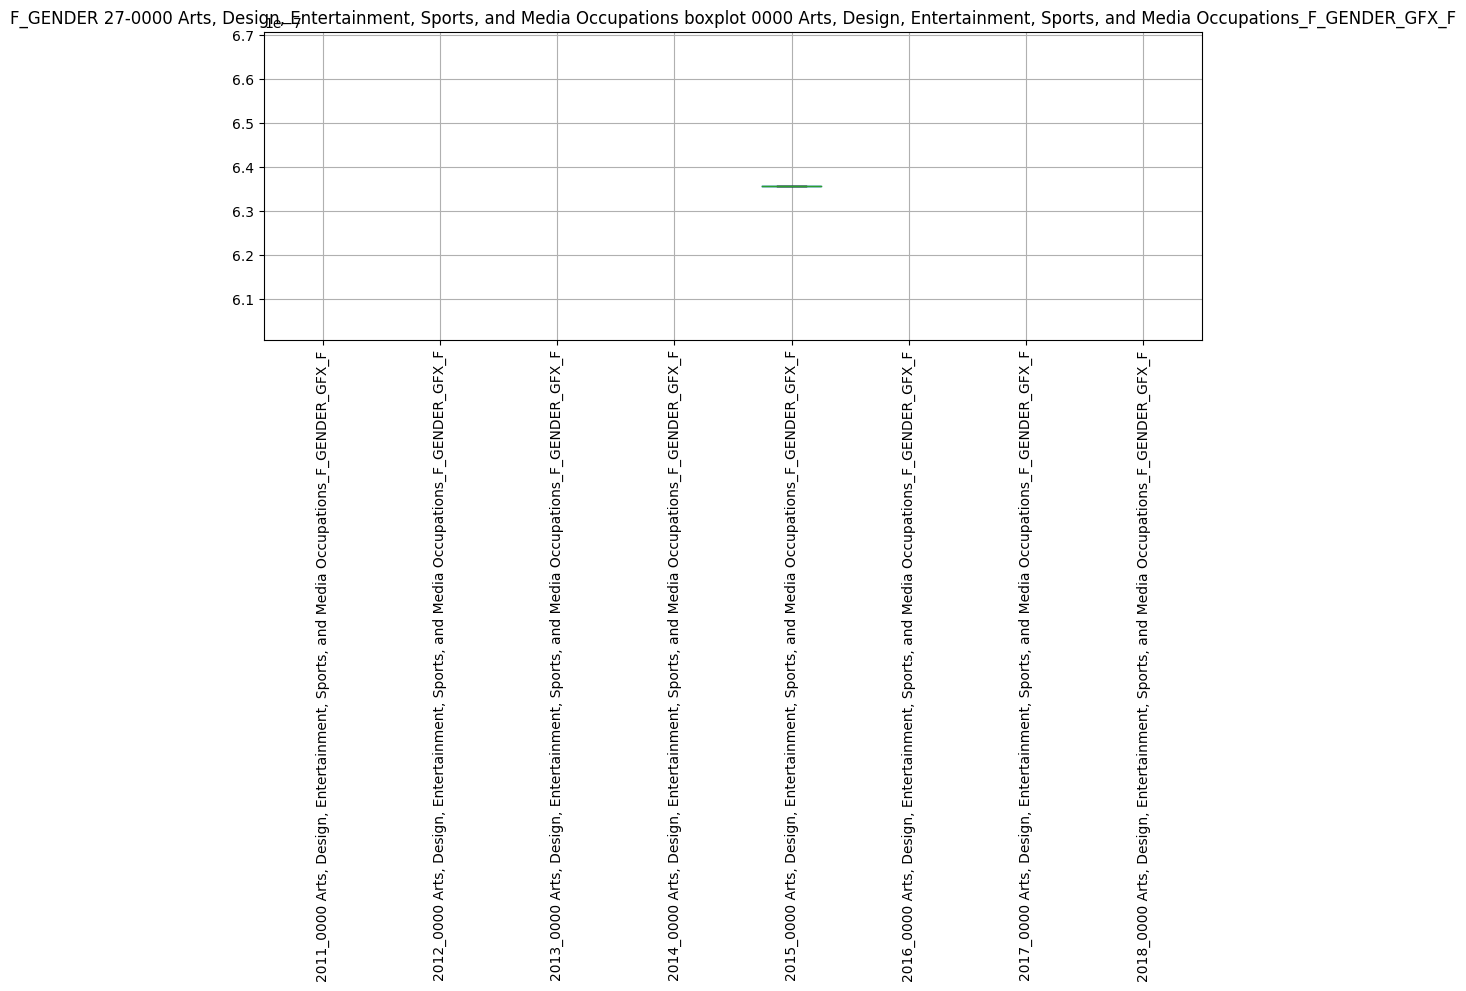 F_GENDER 27-0000 Arts, Design, Entertainment, Sports, and Media Occupations boxplot 0000 Arts, Design, Entertainment, Sports, and Media Occupations_F_GENDER_GFX_F
1e−7
6.7
6.6
6.5
6.4
6.3
6.2
6.1
2011_0000 Arts, Design, Entertainment, Sports, and Media Occupations_F_GENDER_GFX_F
2012_0000 Arts, Design, Entertainment, Sports, and Media Occupations_F_GENDER_GFX_F
2013_0000 Arts, Design, Entertainment, Sports, and Media Occupations_F_GENDER_GFX_F
2014_0000 Arts, Design, Entertainment, Sports, and Media Occupations_F_GENDER_GFX_F
2015_0000 Arts, Design, Entertainment, Sports, and Media Occupations_F_GENDER_GFX_F
2016_0000 Arts, Design, Entertainment, Sports, and Media Occupations_F_GENDER_GFX_F
2017_0000 Arts, Design, Entertainment, Sports, and Media Occupations_F_GENDER_GFX_F
2018_0000 Arts, Design, Entertainment, Sports, and Media Occupations_F_GENDER_GFX_F